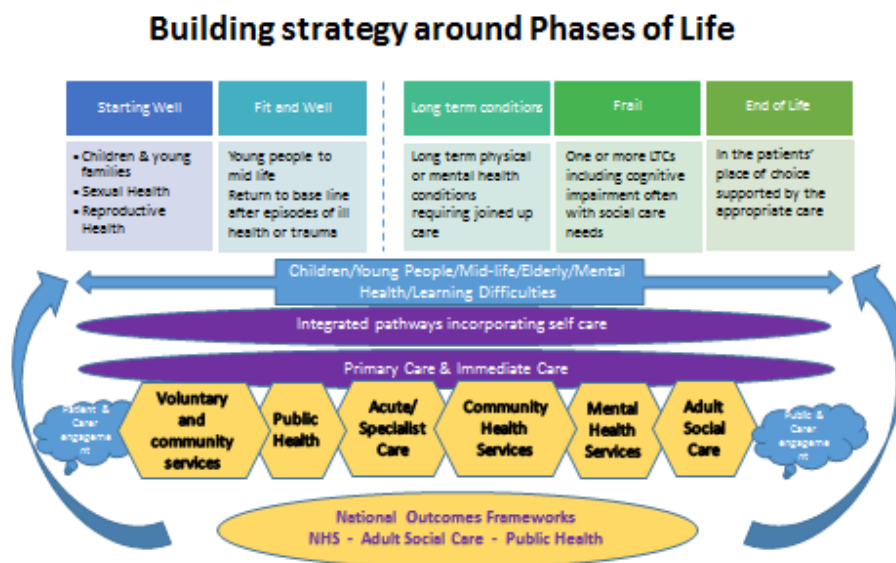 Building strategy around Phases of Life
Starting Well
Fit and Well
Long term conditions
Frail
End of Life
• Children & young
families
• Sexual Health
• Reproductive
Health
Young people to
mid life
Return to base line
after episodes of ill
health or trauma
Long term physical
or mental health
conditions
requiring joined up
care
One or more LTCs
including cognitive
impairment often
with social care
needs
In the patients'
place of choice
supported by the
appropriate care
Children/Young People/Mid-life/Elderly/Mental
Health/Learning Difficulties
Integrated pathways incorporating self care
Primary Care & Immediate Care
Patient &
Carer
engageme
nt
Voluntary
and
community
services
Public
Health
Acute/
Specialist
Care
Community
Health
Services
Mental
Health
Services
Adult
Social
Care
Public &
Carer
engageme
nt
National Outcomes Frameworks
NHS - Adult Social Care - Public Health